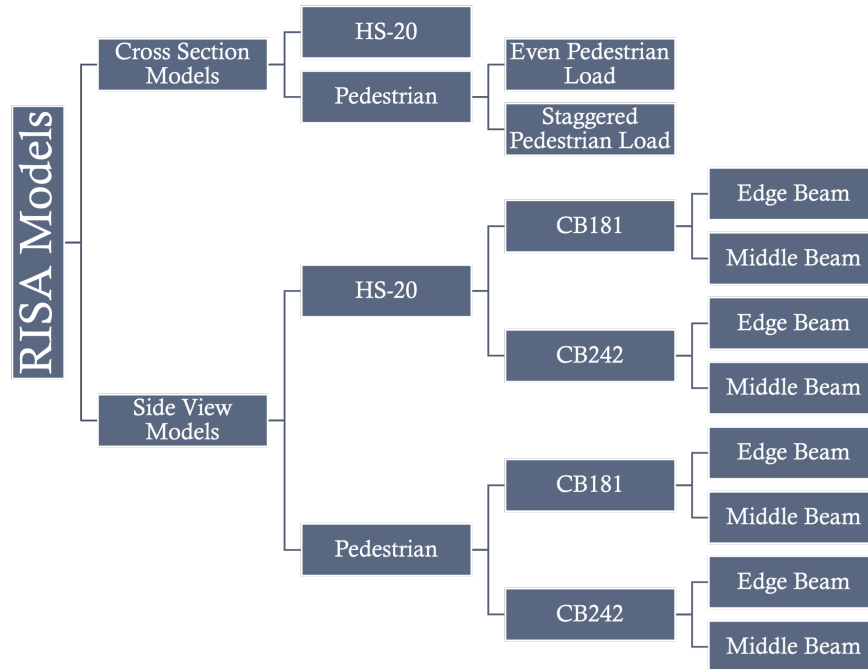 RISA Models
Cross Section
Models
HS-20
Pedestrian
Even Pedestrian
Load
Staggered
Pedestrian Load
Side View
Models
HS-20
CB181
Edge Beam
Middle Beam
CB242
Edge Beam
Middle Beam
Pedestrian
CB181
Edge Beam
Middle Beam
CB242
Edge Beam
Middle Beam